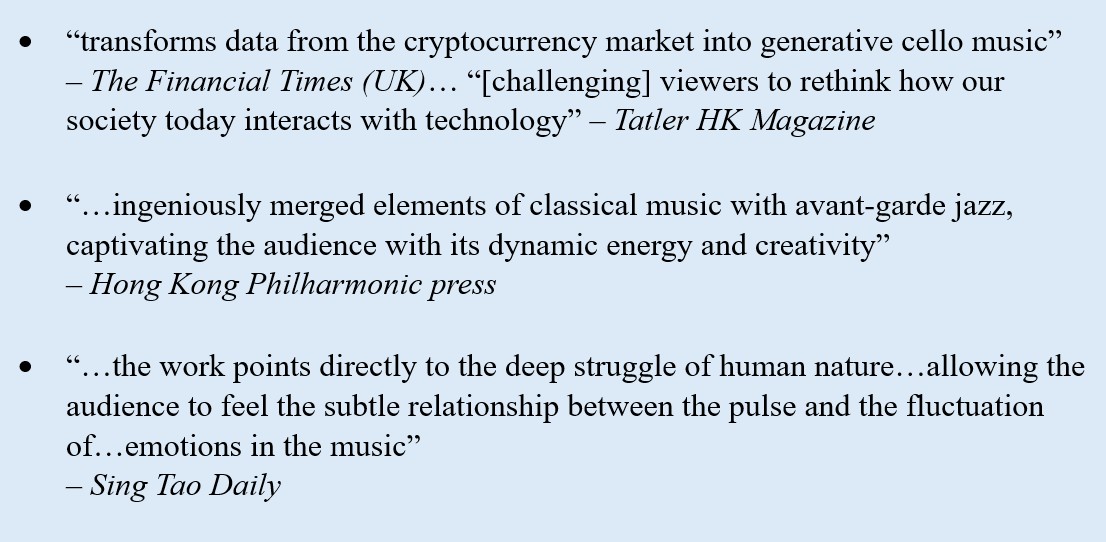 • “transforms data from the cryptocurrency market into generative cello music”
– The Financial Times (UK)… “[challenging] viewers to rethink how our
society today interacts with technology” – Tatler HK Magazine
• “…ingeniously merged elements of classical music with avant-garde jazz,
captivating the audience with its dynamic energy and creativity”
– Hong Kong Philharmonic press
• “…the work points directly to the deep struggle of human nature…allowing the
audience to feel the subtle relationship between the pulse and the fluctuation
of…emotions in the music”
– Sing Tao Daily